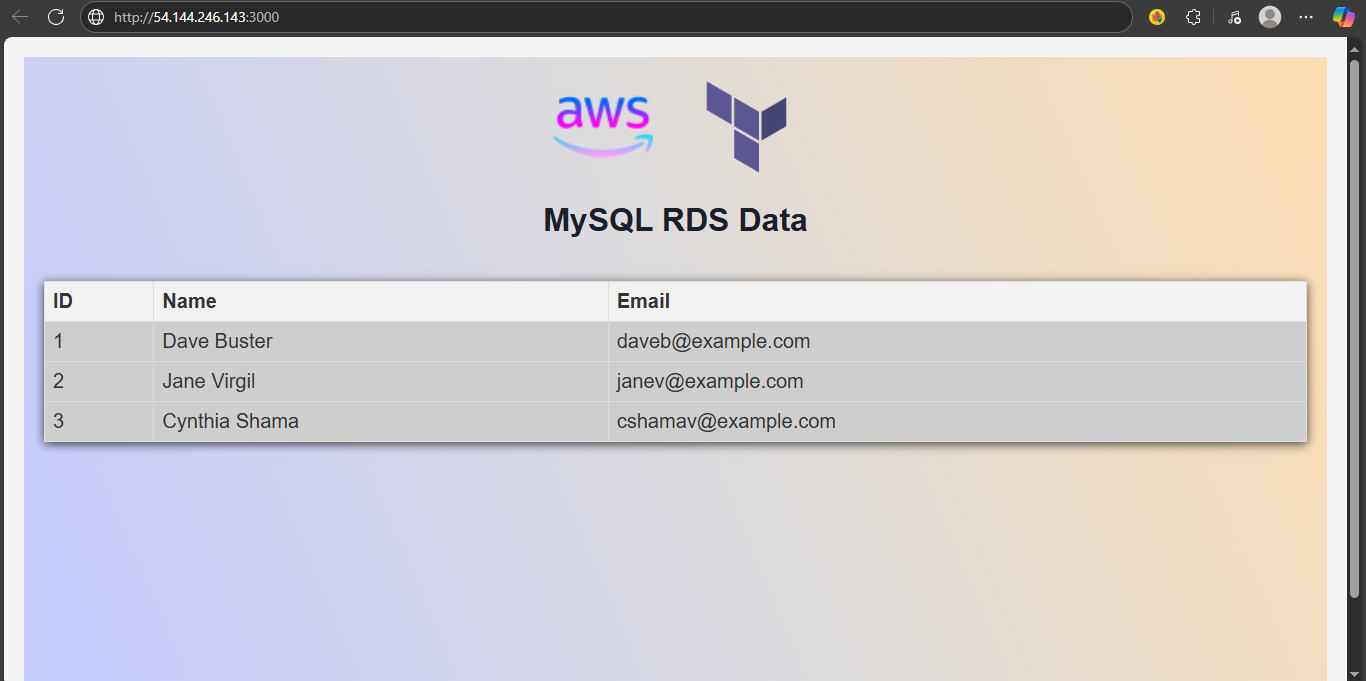 http://54.144.246.143:3000
aws
MySQL RDS Data
ID Name Email
1 Dave Buster daveb@example.com
2 Jane Virgil janev@example.com
3 Cynthia Shama cshamav@example.com